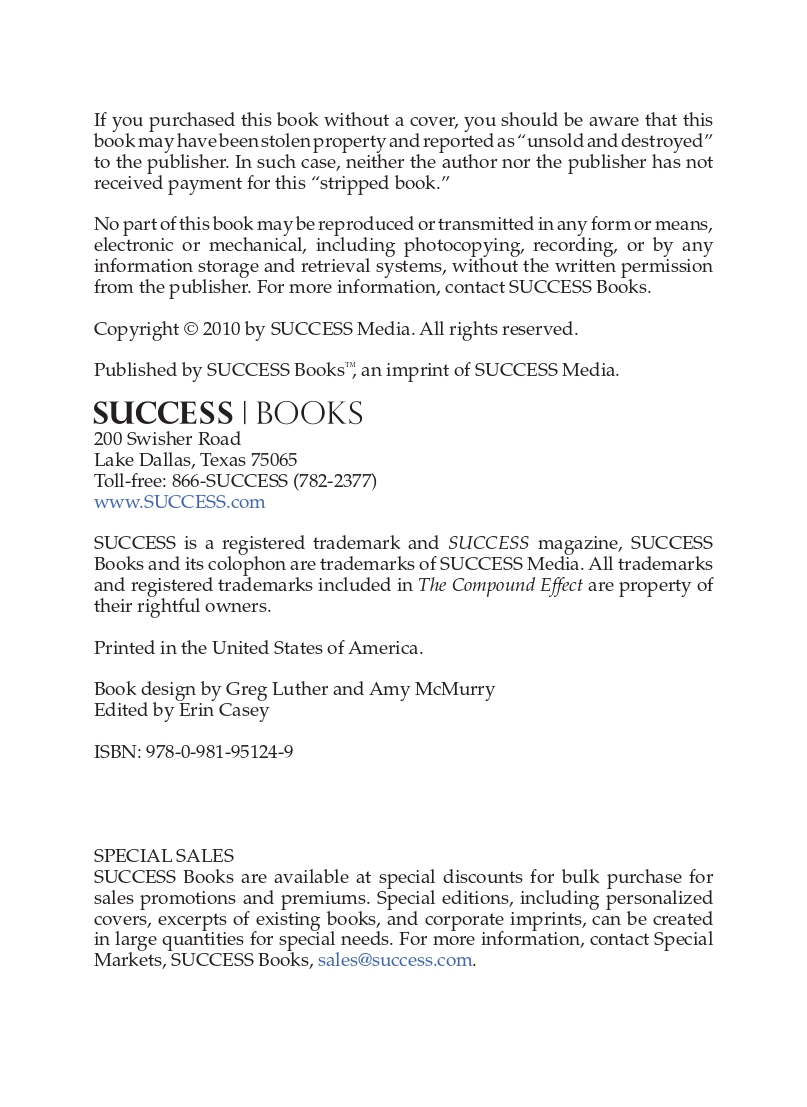 If you purchased this book without a cover, you should be aware that this
book may have been stolen property and reported as “unsold and destroyed”
to the publisher. In such case, neither the author nor the publisher has not
received payment for this “stripped book.”
No part of this book may be reproduced or transmitted in any form or means,
electronic or mechanical, including photocopying, recording, or by any
information storage and retrieval systems, without the written permission
from the publisher. For more information, contact SUCCESS Books.
Copyright © 2010 by SUCCESS Media. All rights reserved.
Published by SUCCESS Books™, an imprint of SUCCESS Media.
SUCCESS | BOOKS
200 Swisher Road
Lake Dallas, Texas 75065
Toll-free: 866-SUCCESS (782-2377)
www.SUCCESS.com
SUCCESS is a registered trademark and SUCCESS magazine, SUCCESS
Books and its colophon are trademarks of SUCCESS Media. All trademarks
and registered trademarks included in The Compound Effect are property of
their rightful owners.
Printed in the United States of America.
Book design by Greg Luther and Amy McMurry
Edited by Erin Casey
ISBN: 978-0-981-95124-9
SPECIAL SALES
SUCCESS Books are available at special discounts for bulk purchase for
sales promotions and premiums. Special editions, including personalized
covers, excerpts of existing books, and corporate imprints, can be created
in large quantities for special needs. For more information, contact Special
Markets, SUCCESS Books, sales@success.com.